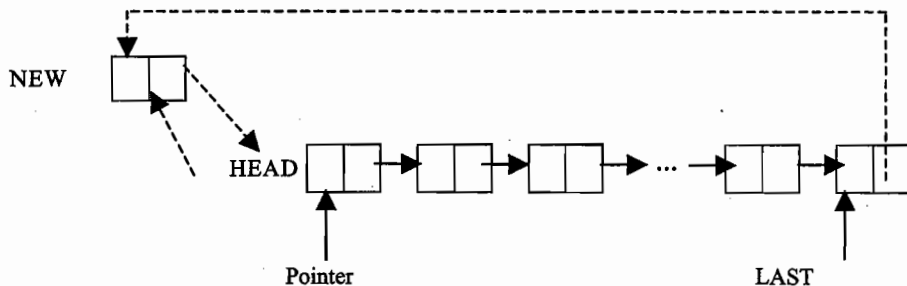 NEW
HEAD
...
Pointer
LAST